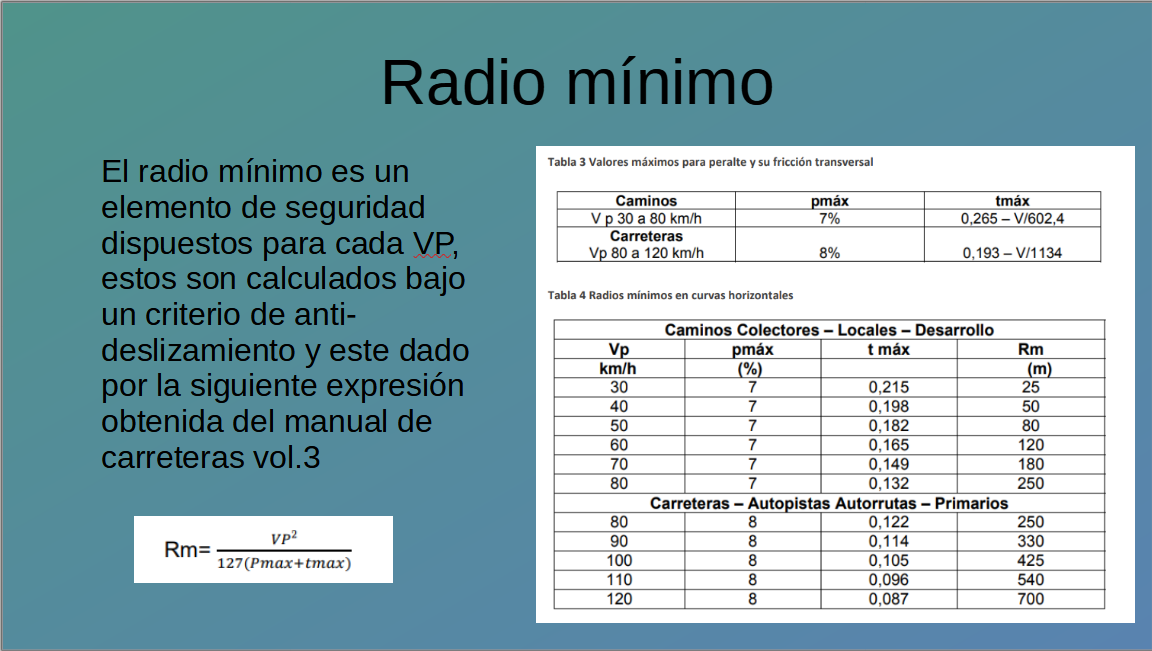 Radio mínimo
El radio mínimo es un
elemento de seguridad
dispuestos para cada VP,
estos son calculados bajo
un criterio de anti-
deslizamiento y este dado
por la siguiente expresión
obtenida del manual de
carreteras vol.3
Rm= VP² / 127(Pmax+tmax)
Tabla 3 Valores máximos para peralte y su fricción transversal
Caminos pmáx tmáx
V p 30 a 80 km/h 7% 0,265 – V/602,4
Carreteras
Vp 80 a 120 km/h 8% 0,193 – V/1134
Tabla 4 Radios mínimos en curvas horizontales
Caminos Colectores – Locales – Desarrollo
Vp pmáx t máx Rm
km/h (%) (m)
30 7 0,215 25
40 7 0,198 50
50 7 0,182 80
60 7 0,165 120
70 7 0,149 180
80 7 0,132 250
Carreteras – Autopistas Autorrutas – Primarios
80 8 0,122 250
90 8 0,114 330
100 8 0,105 425
110 8 0,096 540
120 8 0,087 700